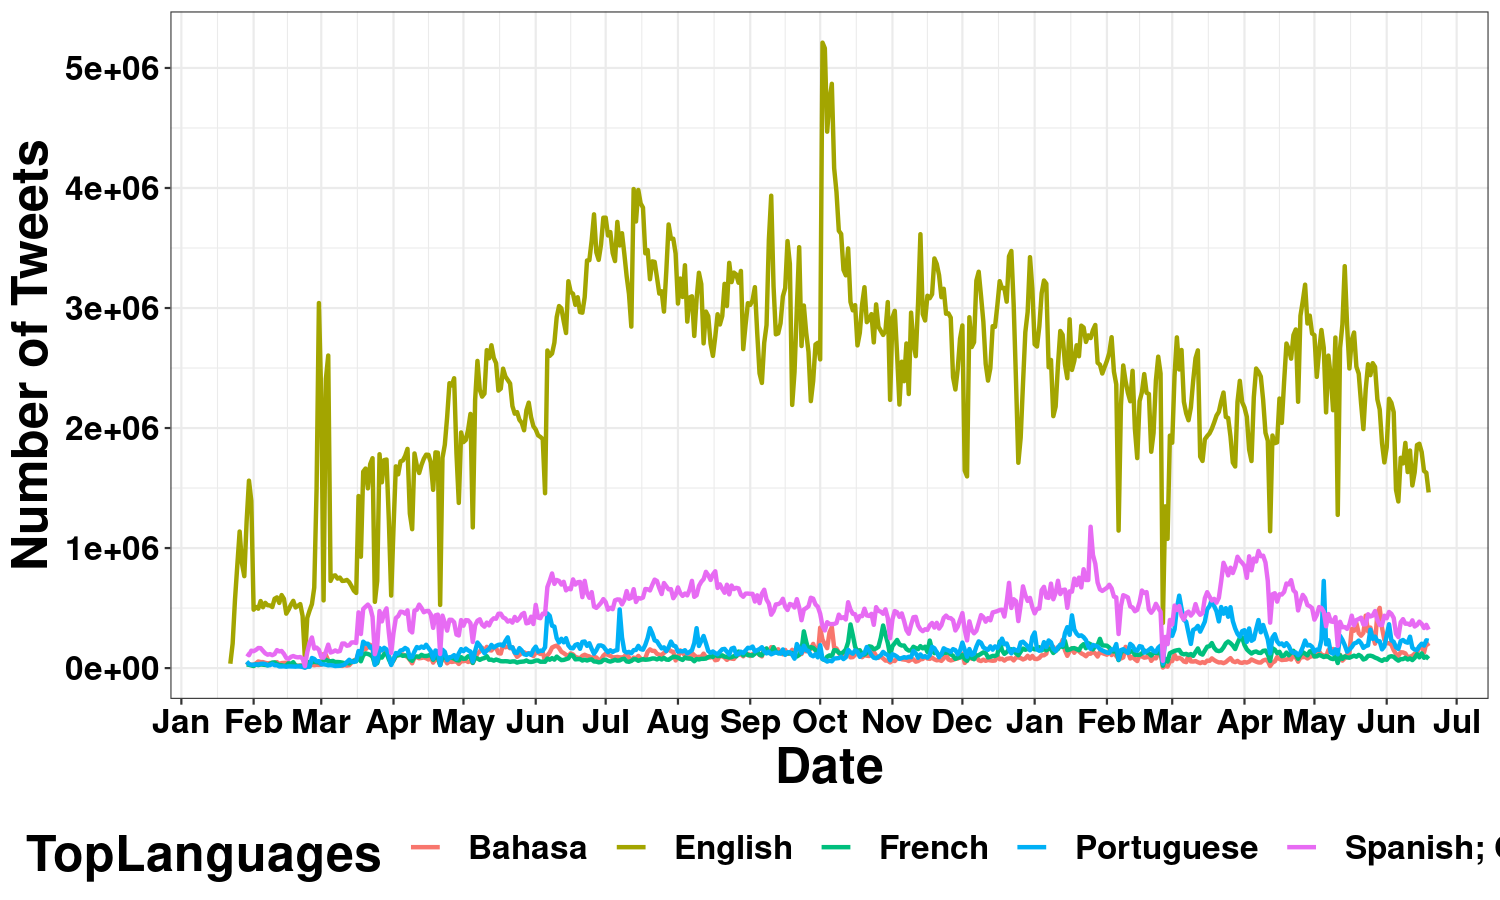 Number of Tweets
5e+06
4e+06
3e+06
2e+06
1e+06
0e+00
Jan Feb Mar Apr May Jun Jul Aug Sep Oct Nov Dec Jan Feb Mar Apr May Jun Jul
Date
TopLanguages Bahasa English French Portuguese Spanish;